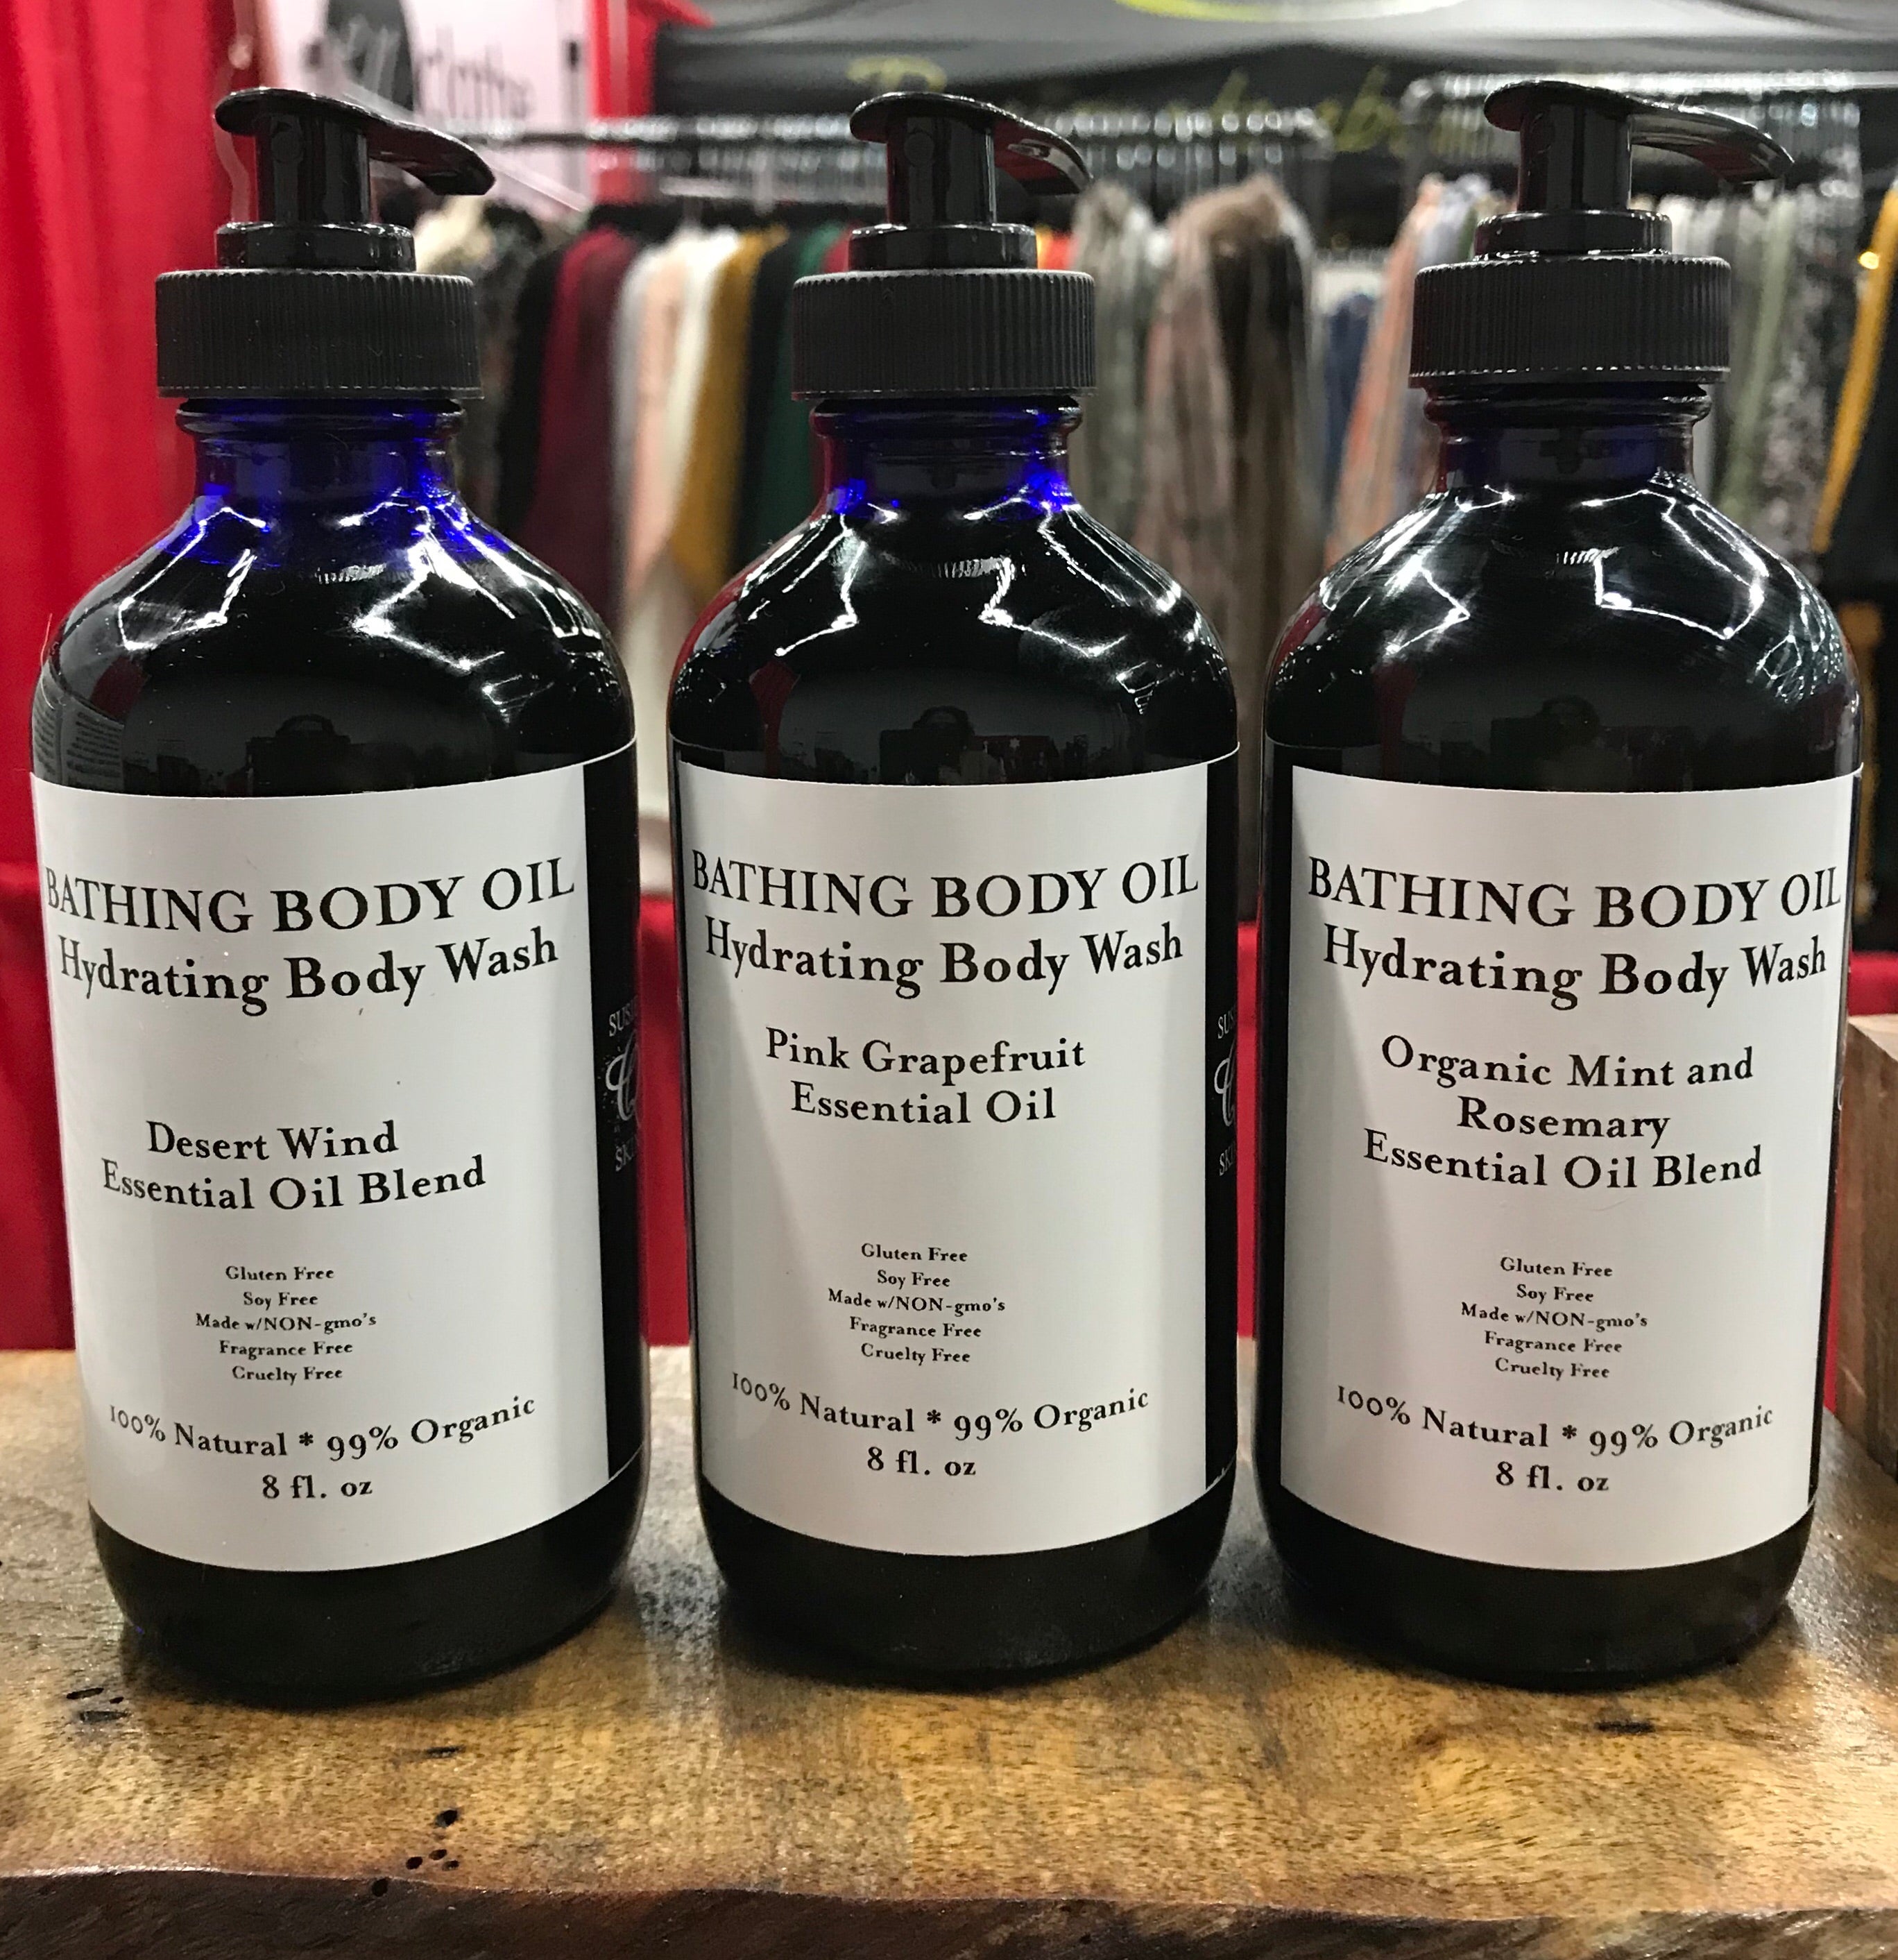 BATHING BODY OIL
Hydrating Body Wash
Desert Wind
Essential Oil Blend
Gluten Free
Soy Free
Made w/NON-gmo's
Fragrance Free
Cruelty Free
100% Natural * 99% Organic
8 fl. oz
BATHING BODY OIL
Hydrating Body Wash
Pink Grapefruit
Essential Oil
Gluten Free
Soy Free
Made w/NON-gmo's
Fragrance Free
Cruelty Free
100% Natural * 99% Organic
8 fl. oz
BATHING BODY OIL
Hydrating Body Wash
Organic Mint and
Rosemary
Essential Oil Blend
Gluten Free
Soy Free
Made w/NON-gmo's
Fragrance Free
Cruelty Free
100% Natural * 99% Organic
8 fl. oz